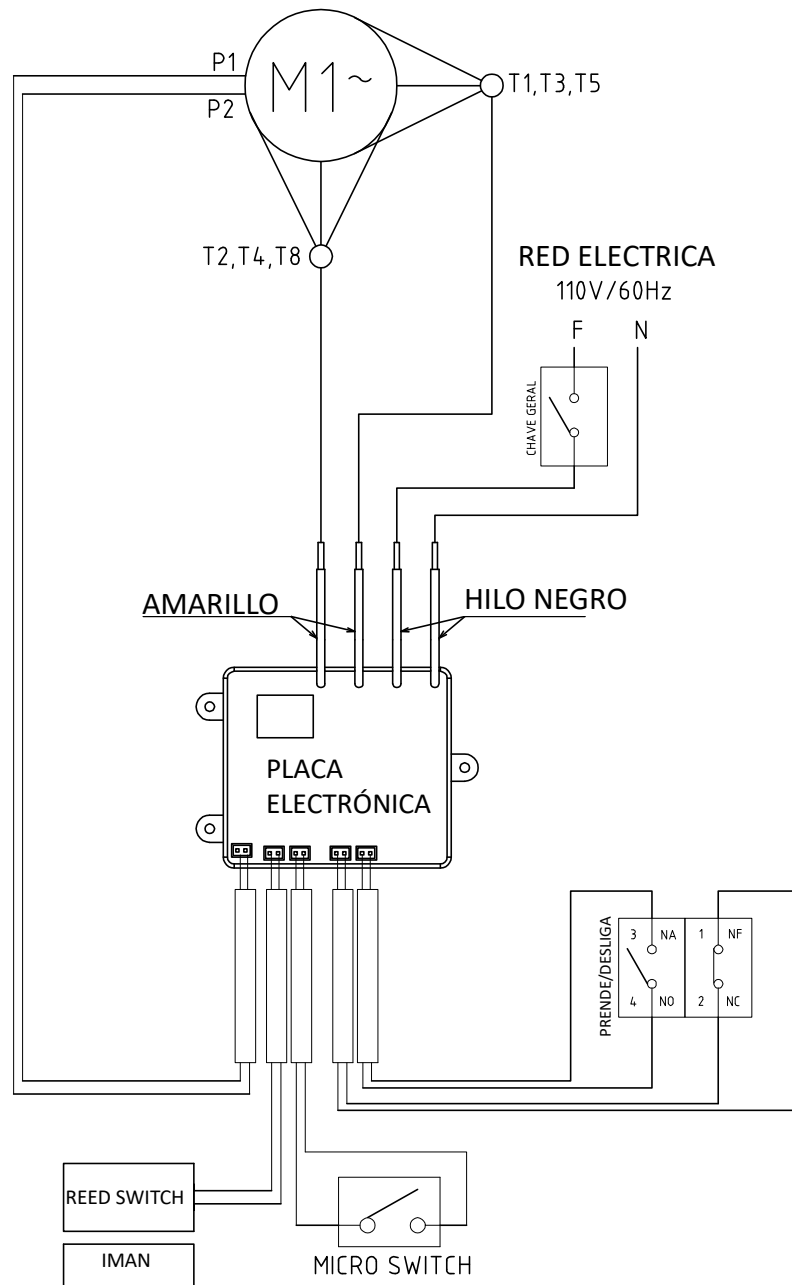 P1
M1~
P2
T1,T3,T5
T2,T4,T8
RED ELECTRICA
110V/60Hz
F N
CHAVE GERAL
AMARILLO
HILO NEGRO
PLACA
ELECTRÓNICA
PRENDE/DESLIGA
3 NA 1 NF
4 NO 2 NC
REED SWITCH
IMAN
MICRO SWITCH